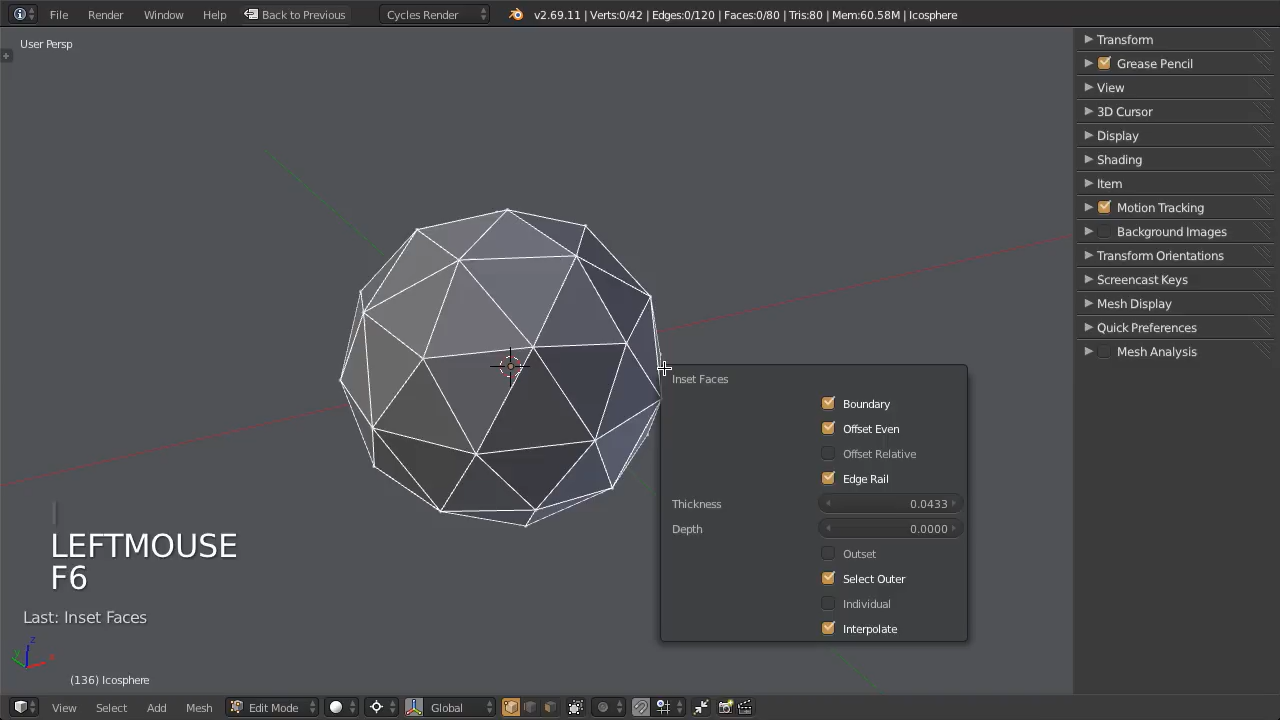 File Render Window Help Back to Previous Cycles Render v2.69.11 | Verts:0/42 | Edges:0/120 | Faces:0/80 | Tris:80 | Mem:60.58M | Icosphere
User Persp
Transform
Grease Pencil
View
3D Cursor
Display
Shading
Item
Motion Tracking
Background Images
Transform Orientations
Screencast Keys
Mesh Display
Quick Preferences
Mesh Analysis
Inset Faces
Boundary
Offset Even
Offset Relative
Edge Rail
Thickness 0.0433
Depth 0.0000
Outset
Select Outer
Individual
Interpolate
LEFTMOUSE
F6
Last: Inset Faces
z
y x
(136) Icosphere
View Select Add Mesh Edit Mode Global